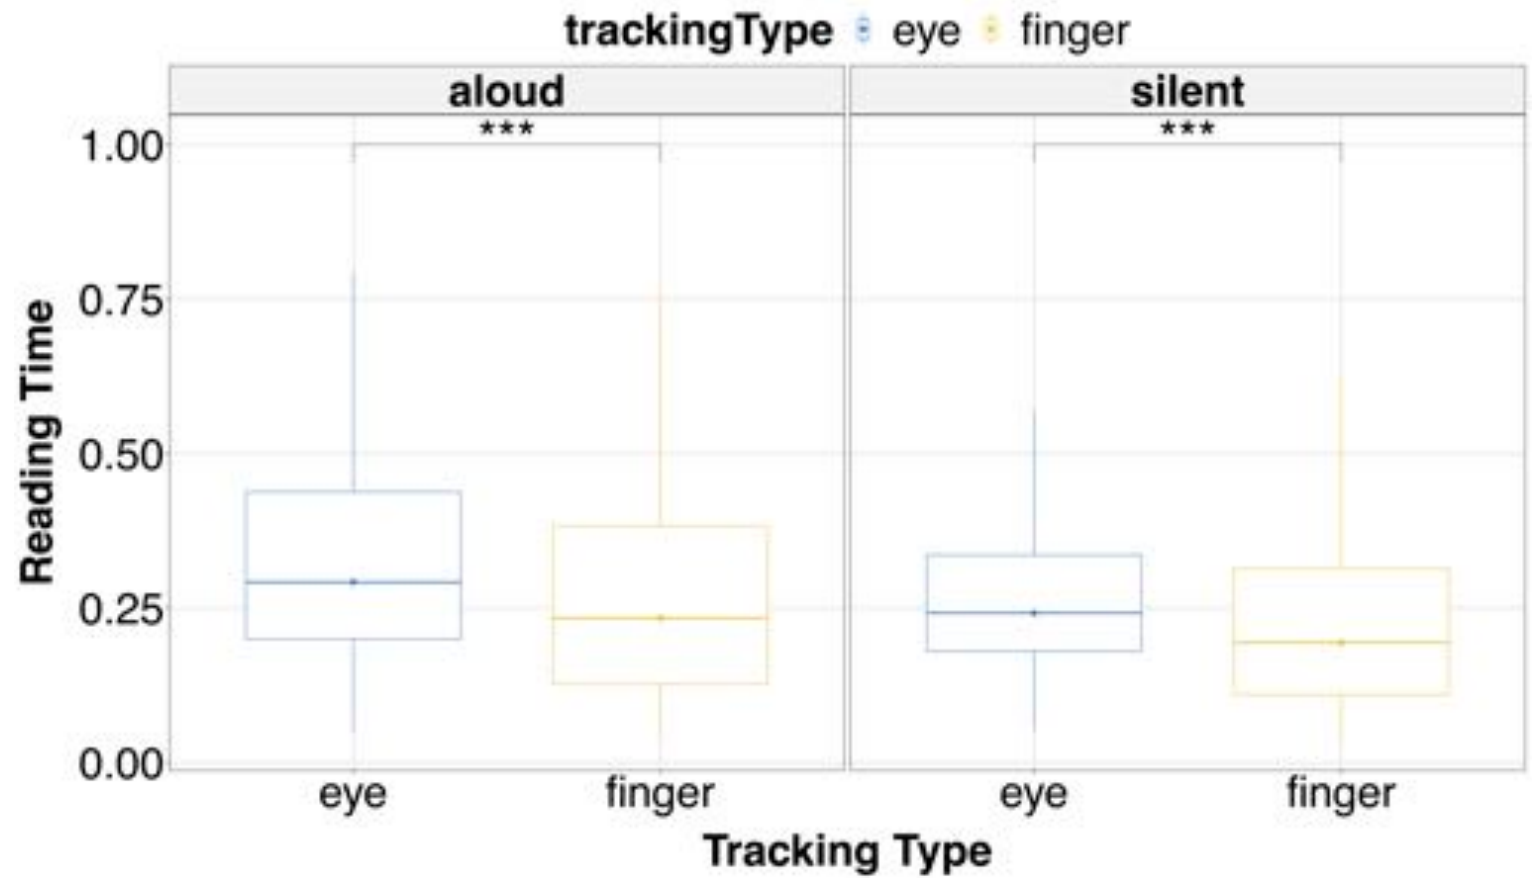 trackingType eye finger
aloud silent
*** ***
1.00
0.75
0.50
0.25
0.00
Reading Time
eye finger eye finger
Tracking Type